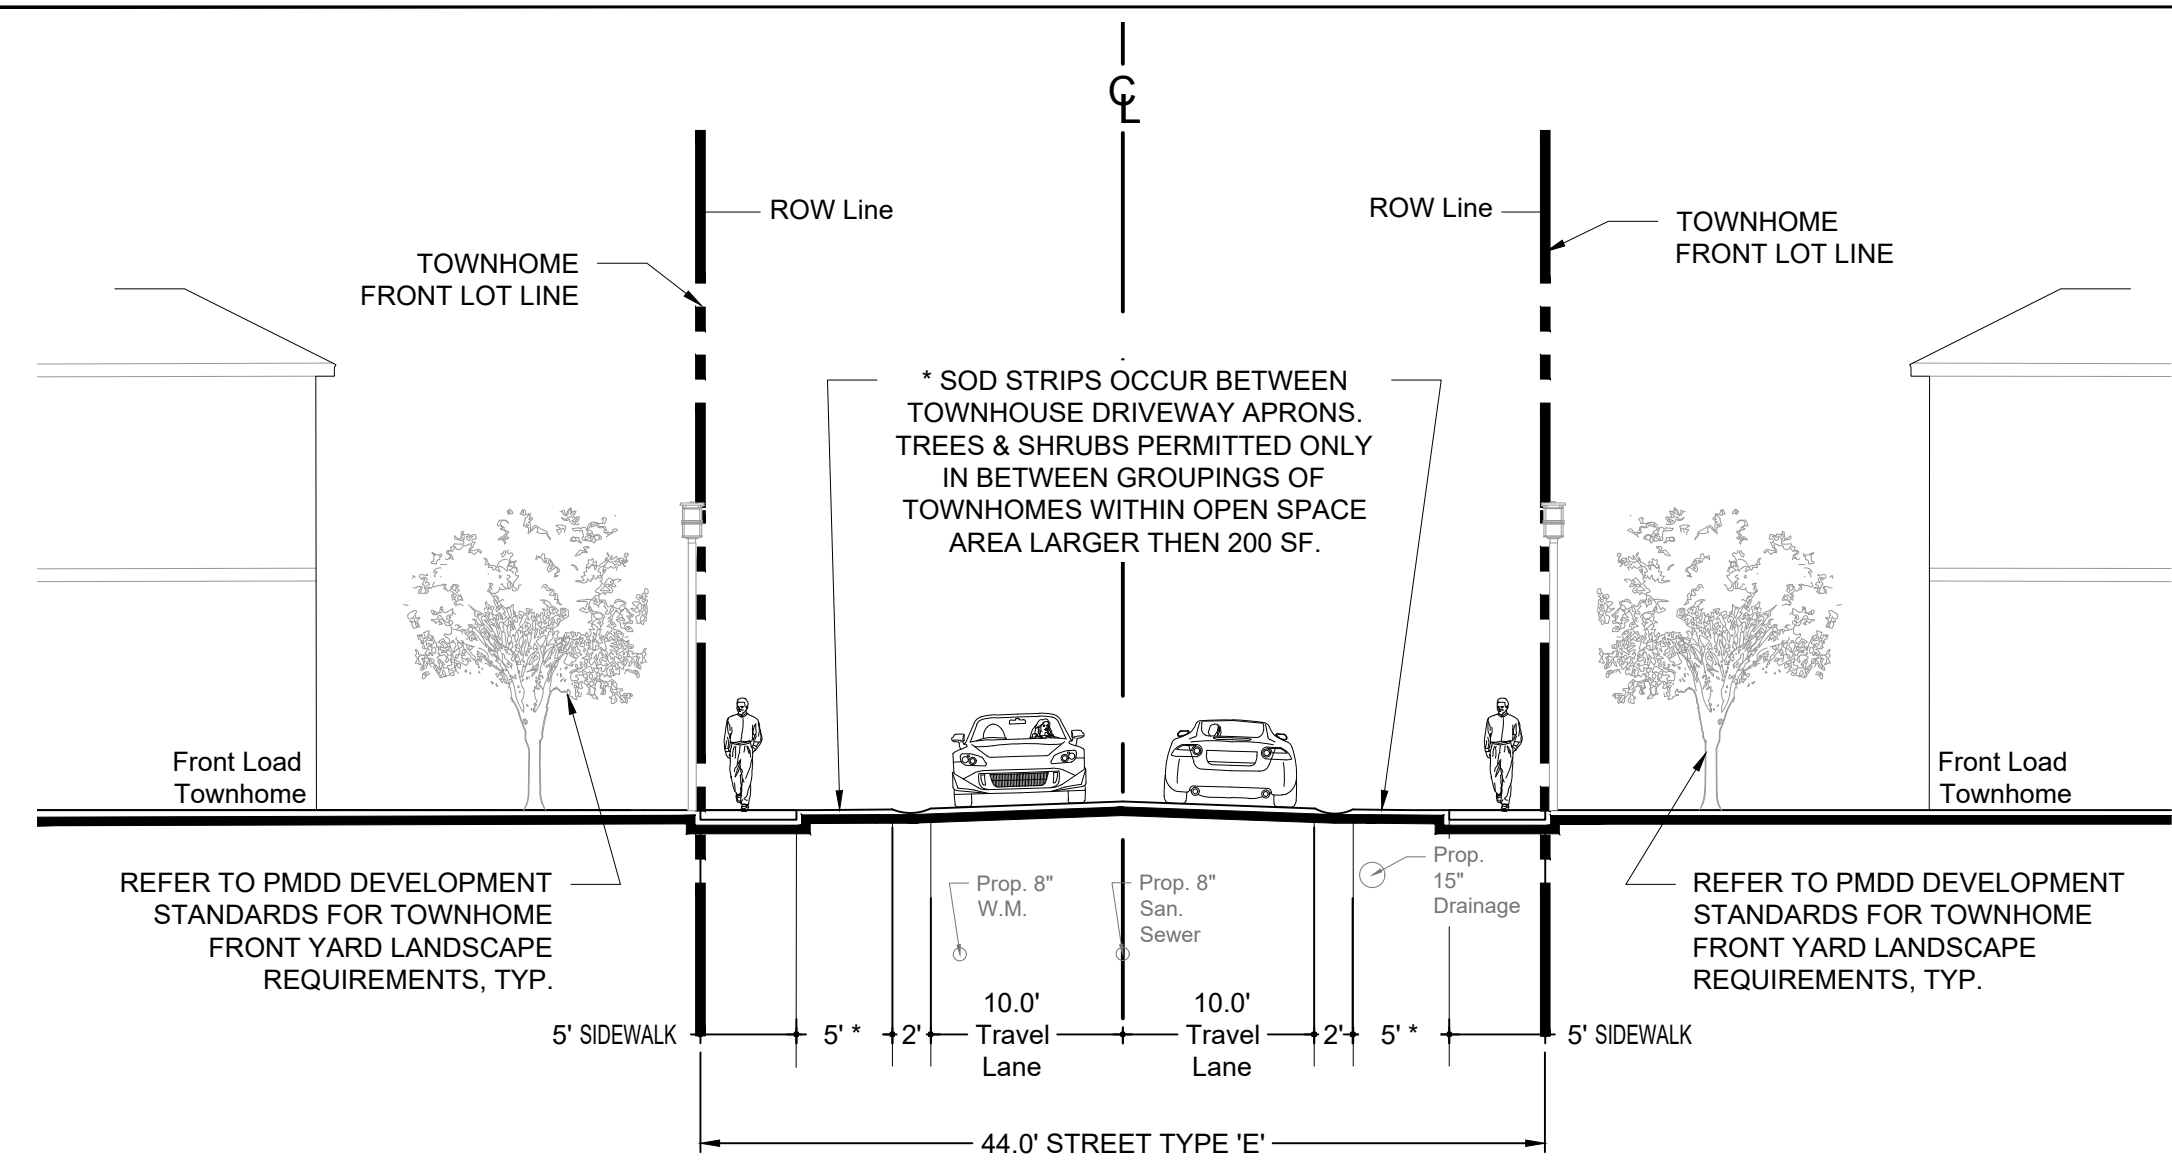 ℄
ROW Line
ROW Line
TOWNHOME
FRONT LOT LINE
TOWNHOME
FRONT LOT LINE
* SOD STRIPS OCCUR BETWEEN
TOWNHOUSE DRIVEWAY APRONS.
TREES & SHRUBS PERMITTED ONLY
IN BETWEEN GROUPINGS OF
TOWNHOMES WITHIN OPEN SPACE
AREA LARGER THEN 200 SF.
Front Load
Townhome
Front Load
Townhome
REFER TO PMDD DEVELOPMENT
STANDARDS FOR TOWNHOME
FRONT YARD LANDSCAPE
REQUIREMENTS, TYP.
Prop. 8"
W.M.
Prop. 8"
San.
Sewer
Prop.
15"
Drainage
REFER TO PMDD DEVELOPMENT
STANDARDS FOR TOWNHOME
FRONT YARD LANDSCAPE
REQUIREMENTS, TYP.
5' SIDEWALK
5' *
2'
10.0'
Travel
Lane
10.0'
Travel
Lane
2'
5' *
5' SIDEWALK
44.0' STREET TYPE 'E'